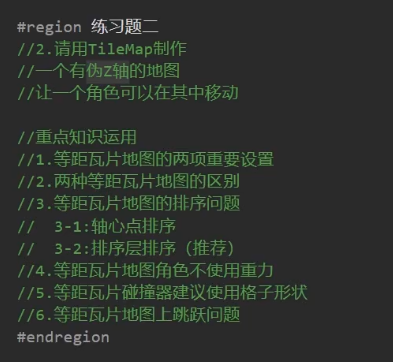 #region 练习题二
//2.请用TileMap制作
//一个有伪Z轴的地图
//让一个角色可以在其中移动
//重点知识运用
//1.等距瓦片地图的两项重要设置
//2.两种等距瓦片地图的区别
//3.等距瓦片地图的排序问题
//  3-1:轴心点排序
//  3-2:排序层排序（推荐）
//4.等距瓦片地图角色不使用重力
//5.等距瓦片碰撞器建议使用格子形状
//6.等距瓦片地图上跳跃问题
#endregion